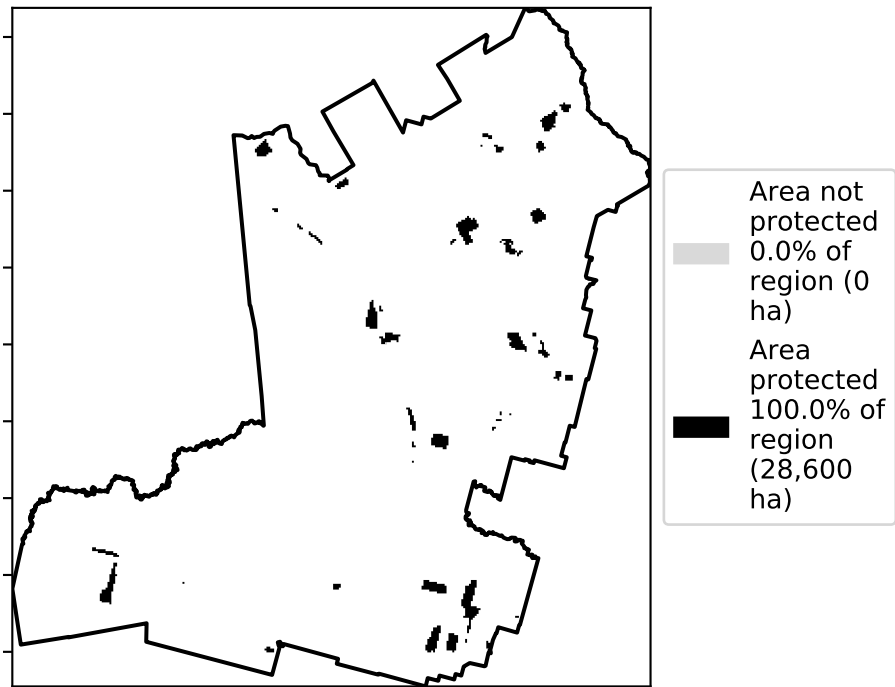 Area not
protected
0.0% of
region (0
ha)
Area
protected
100.0% of
region
(28,600
ha)